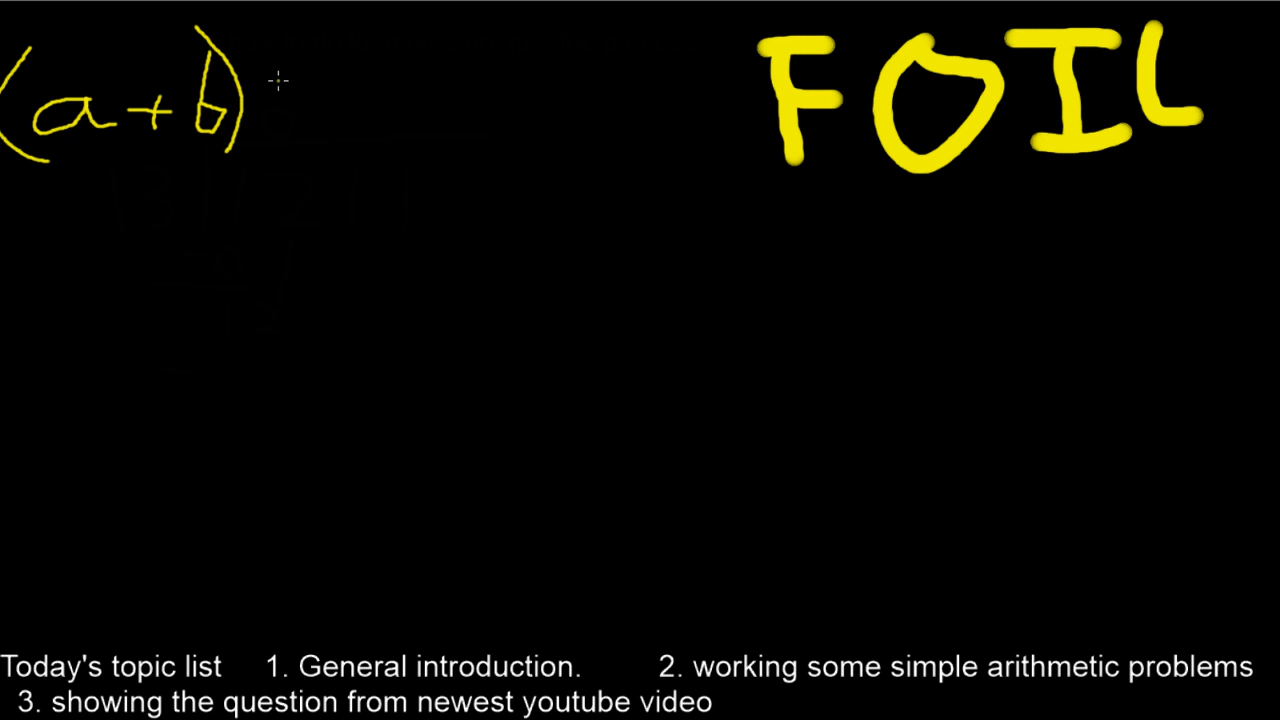 (a+b) FOIL
Today's topic list 1. General introduction. 2. working some simple arithmetic problems
3. showing the question from newest youtube video